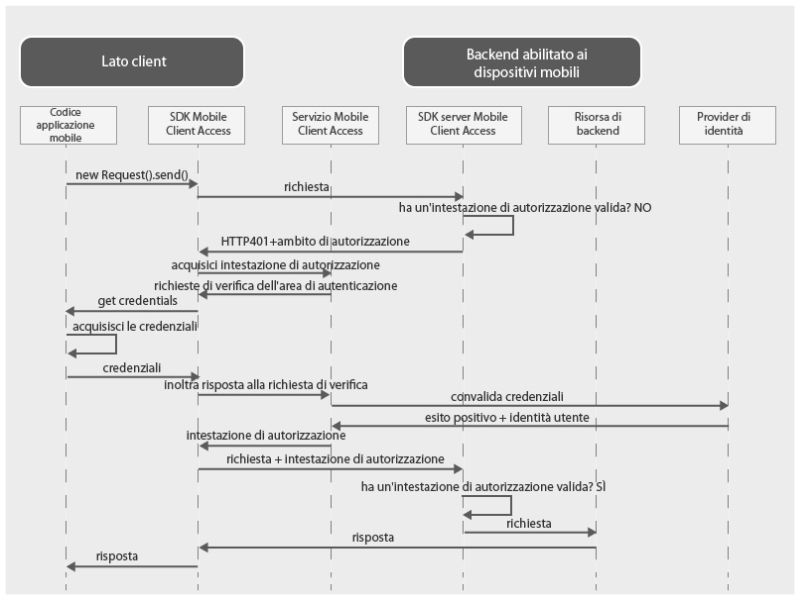 Lato client
Backend abilitato ai
dispositivi mobili
Codice
applicazione
mobile
SDK Mobile
Client Access
Servizio Mobile
Client Access
SDK server Mobile
Client Access
Risorsa di
backend
Provider di
identità
new Request().send()
richiesta
ha un'intestazione di autorizzazione valida? NO
HTTP401+ambito di autorizzazione
acquisici intestazione di autorizzazione
richieste di verifica dell'area di autenticazione
get credentials
acquisisci le credenziali
credenziali
inoltra risposta alla richiesta di verifica
convalida credenziali
esito positivo + identità utente
intestazione di autorizzazione
richiesta + intestazione di autorizzazione
ha un'intestazione di autorizzazione valida? SÌ
richiesta
risposta
risposta